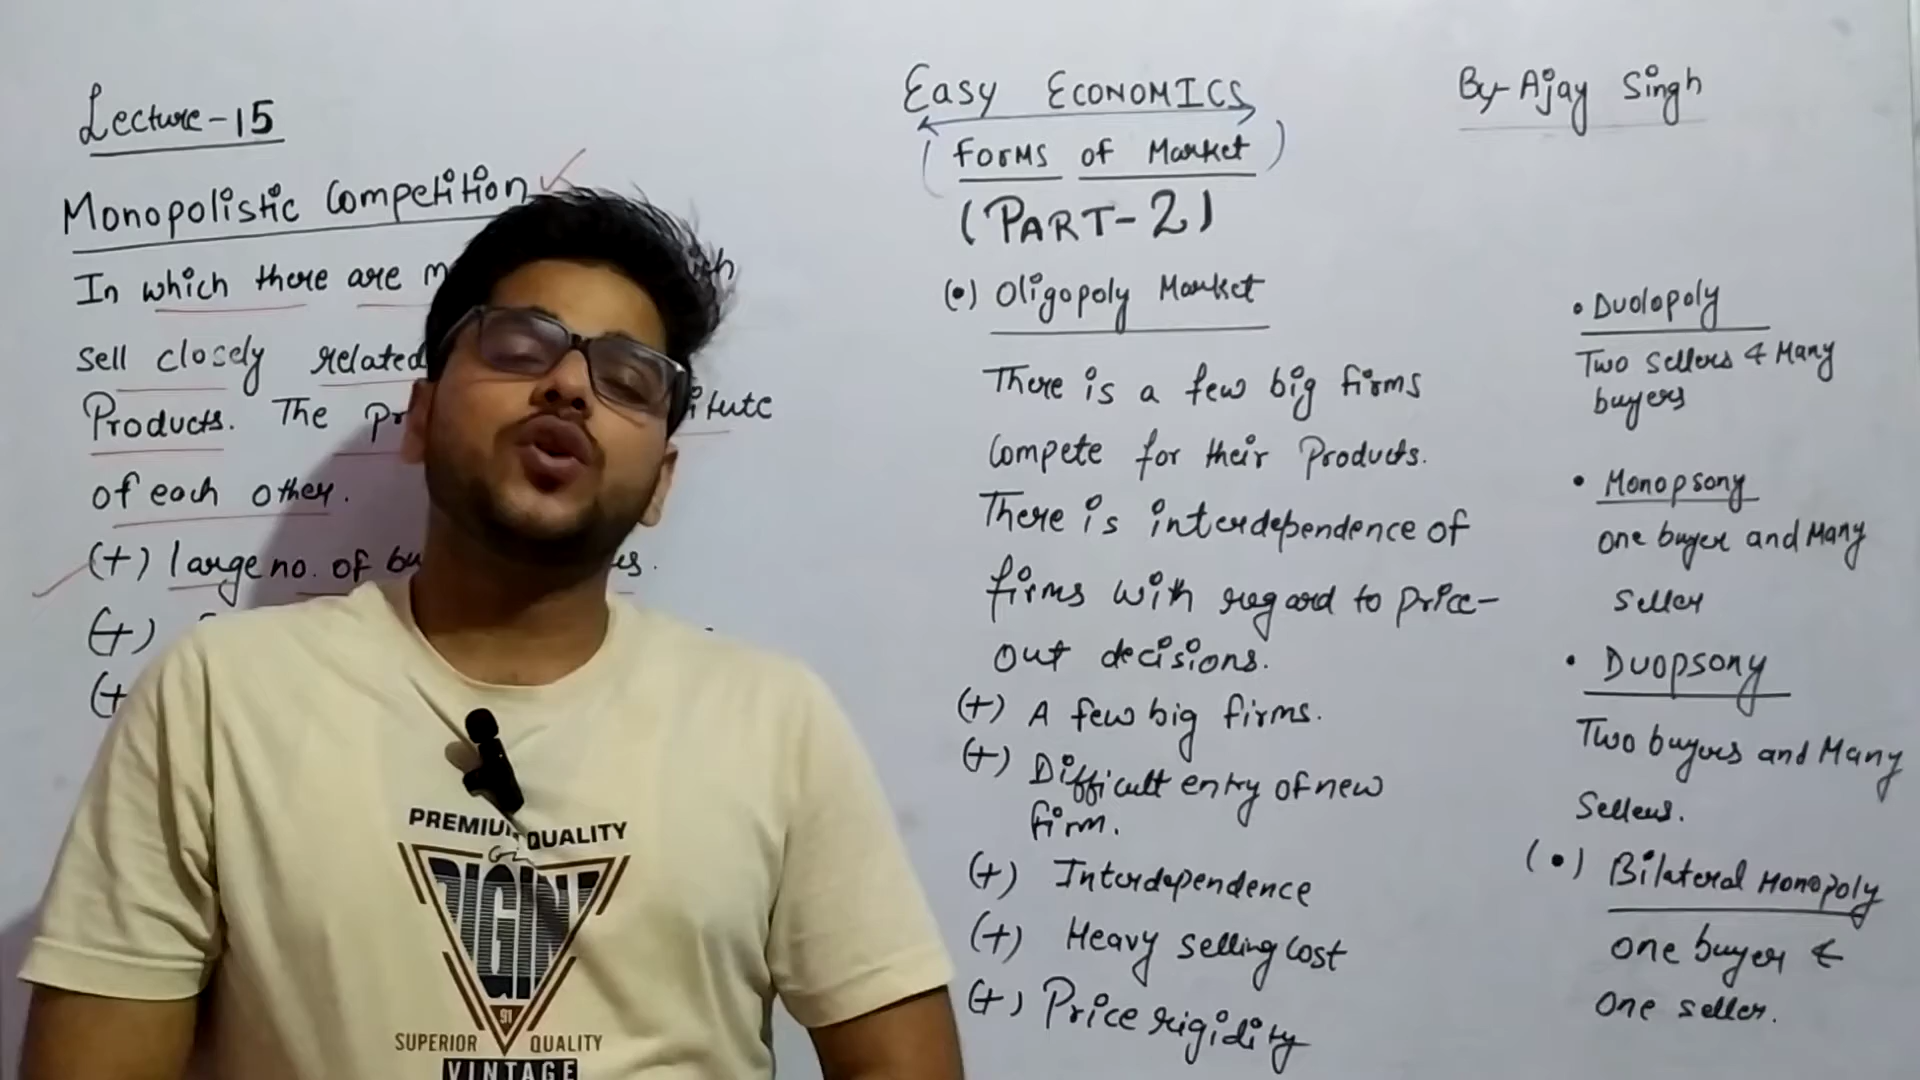 Lecture-15
Monopolistic Competition
In which there are
Sell closely related
Products. The
of each other.
(+) large no. of
(+)
(+
Easy ECONOMICS
(Forms of Market)
(PART-2)
(•) Oligopoly Market
There is a few big firms
Compete for their Products.
There is interdependence of
firms with regard to price-
out decisions.
(+) A few big firms.
(+) Difficult entry of new
firm.
(+) Interdependence
(+) Heavy selling Cost
(+) Price rigidity
By-Ajay Singh
• Duolopoly
Two Sellers & Many
buyers
• Monopsony
one buyer and Many
Seller
• Duopsony
Two buyers and Many
Sellers.
(•) Bilateral Monopoly
one buyer &
one seller.
PREMIUM QUALITY
91
SUPERIOR QUALITY
VINTAGE